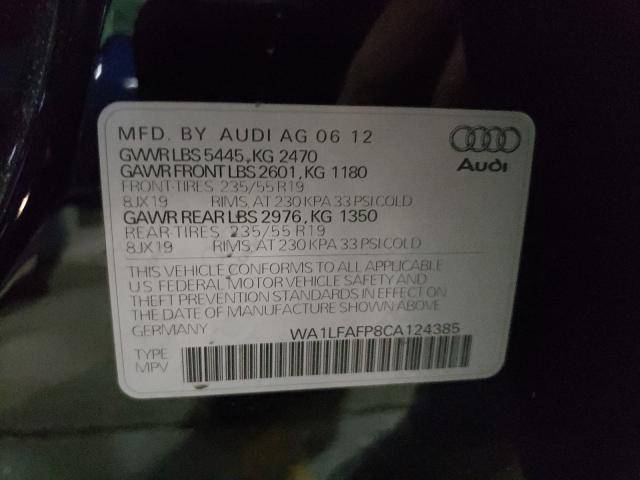 MFD. BY AUDI AG 06 12
GVWR LBS 5445, KG 2470
GAWR FRONT LBS 2601, KG 1180
FRONT-TIRES, 235/55 R19
8JX19 RIMS, AT 230 KPA 33 PSI COLD
GAWR REAR LBS 2976, KG 1350
REAR-TIRES, 235/55 R19
8JX19 RIMS, AT 230 KPA 33 PSI COLD
THIS VEHICLE CONFORMS TO ALL APPLICABLE
US FEDERAL MOTOR VEHICLE SAFETY AND
THEFT PREVENTION STANDARDS IN EFFECT ON
THE DATE OF MANUFACTURE SHOWN ABOVE
GERMANY WA1LFAFP8CA124385
TYPE
MPV
Audi